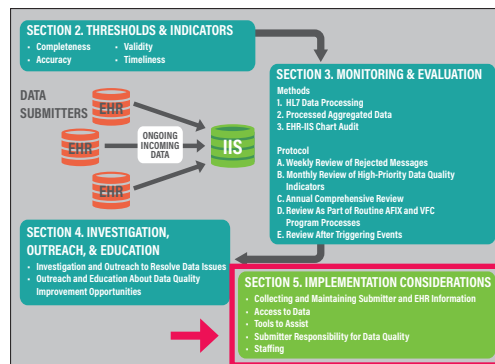 SECTION 2. THRESHOLDS & INDICATORS
• Completeness • Validity
• Accuracy • Timeliness
DATA
SUBMITTERS
EHR
EHR
EHR
ONGOING
INCOMING
DATA
IIS
SECTION 3. MONITORING & EVALUATION
Methods
1. HL7 Data Processing
2. Processed Aggregated Data
3. EHR-IIS Chart Audit
Protocol
A. Weekly Review of Rejected Messages
B. Monthly Review of High-Priority Data Quality
Indicators
C. Annual Comprehensive Review
D. Review As Part of Routine AFIX and VFC
Program Processes
E. Review After Triggering Events
SECTION 4. INVESTIGATION,
OUTREACH, & EDUCATION
• Investigation and Outreach to Resolve Data Issues
• Outreach and Education About Data Quality
Improvement Opportunities
SECTION 5. IMPLEMENTATION CONSIDERATIONS
• Collecting and Maintaining Submitter and EHR Information
• Access to Data
• Tools to Assist
• Submitter Responsibility for Data Quality
• Staffing